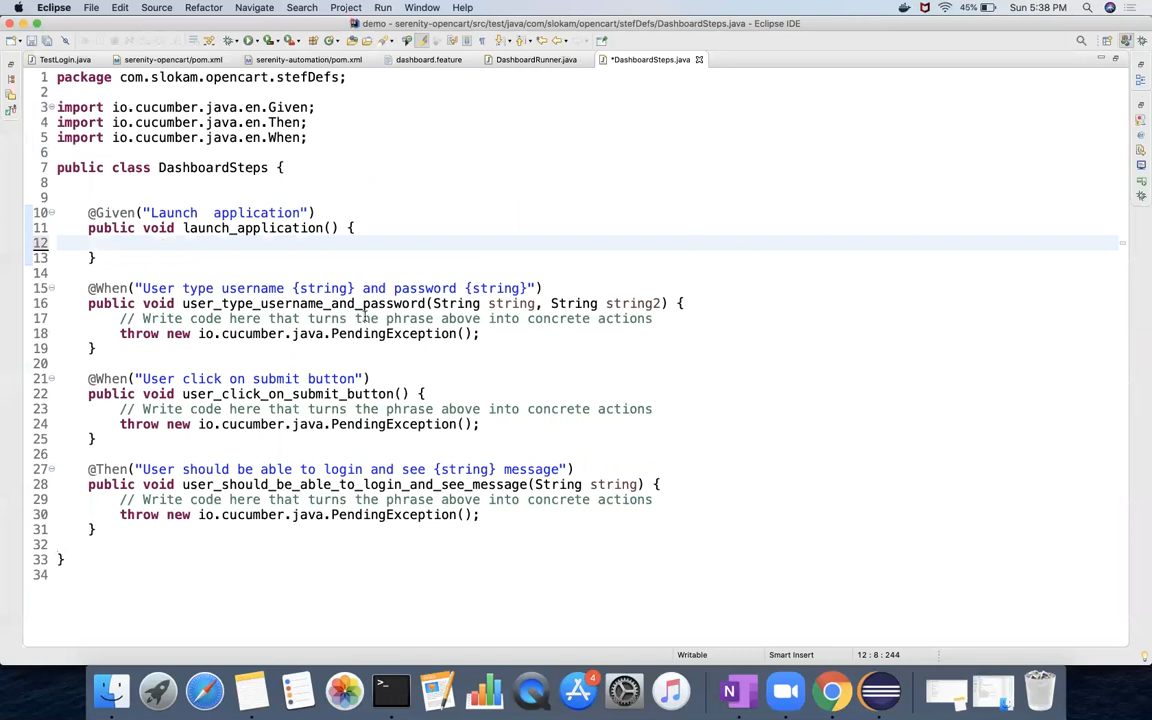 Eclipse File Edit Source Refactor Navigate Search Project Run Window Help 45% Sun 5:38 PM
demo - serenity-opencart/src/test/java/com/slokam/opencart/stefDefs/DashboardSteps.java - Eclipse IDE
TestLogin.java serenity-opencart/pom.xml serenity-automation/pom.xml dashboard.feature DashboardRunner.java *DashboardSteps.java
1 package com.slokam.opencart.stefDefs;
2
3 import io.cucumber.java.en.Given;
4 import io.cucumber.java.en.Then;
5 import io.cucumber.java.en.When;
6
7 public class DashboardSteps {
8
9
10 @Given("Launch  application")
11 public void launch_application() {
12
13 }
14
15 @When("User type username {string} and password {string}")
16 public void user_type_username_and_password(String string, String string2) {
17 // Write code here that turns the phrase above into concrete actions
18 throw new io.cucumber.java.PendingException();
19 }
20
21 @When("User click on submit button")
22 public void user_click_on_submit_button() {
23 // Write code here that turns the phrase above into concrete actions
24 throw new io.cucumber.java.PendingException();
25 }
26
27 @Then("User should be able to login and see {string} message")
28 public void user_should_be_able_to_login_and_see_message(String string) {
29 // Write code here that turns the phrase above into concrete actions
30 throw new io.cucumber.java.PendingException();
31 }
32
33 }
34
Writable Smart Insert 12 : 8 : 244
4